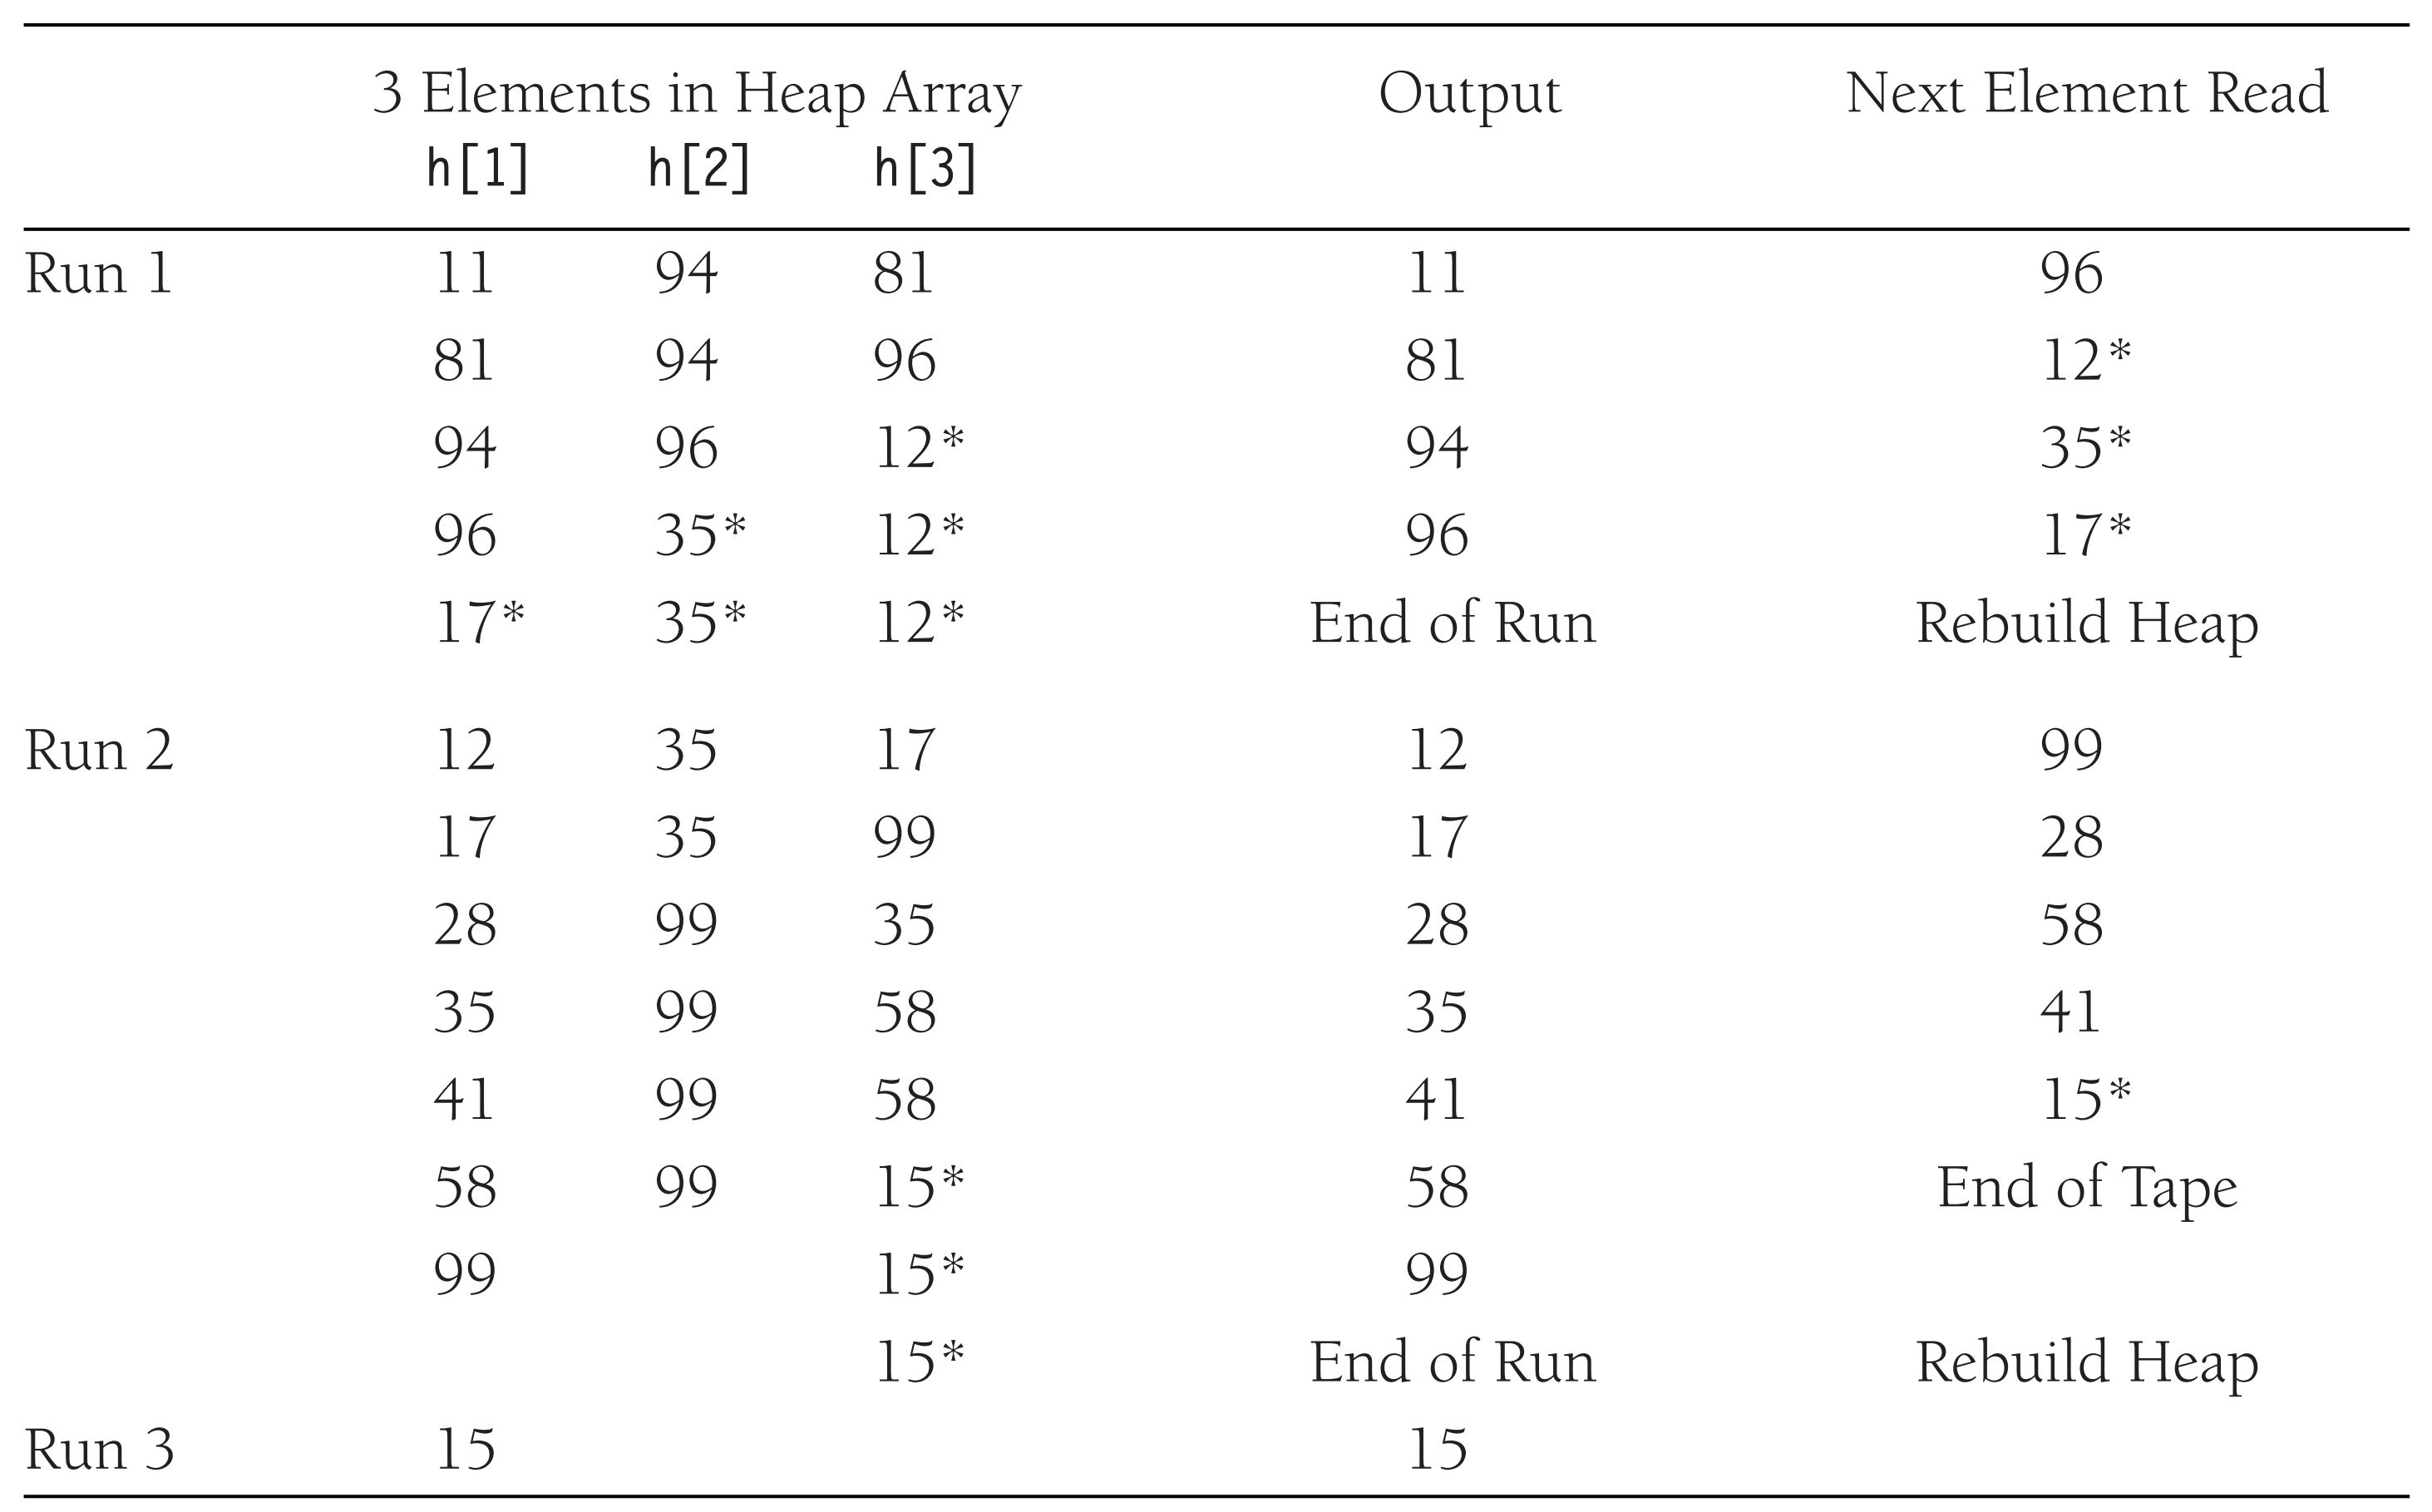 3 Elements in Heap Array Output Next Element Read
h[1] h[2] h[3]
Run 1 11 94 81 11 96
81 94 96 81 12*
94 96 12* 94 35*
96 35* 12* 96 17*
17* 35* 12* End of Run Rebuild Heap
Run 2 12 35 17 12 99
17 35 99 17 28
28 99 35 28 58
35 99 58 35 41
41 99 58 41 15*
58 99 15* 58 End of Tape
99 15* 99
15* End of Run Rebuild Heap
Run 3 15 15